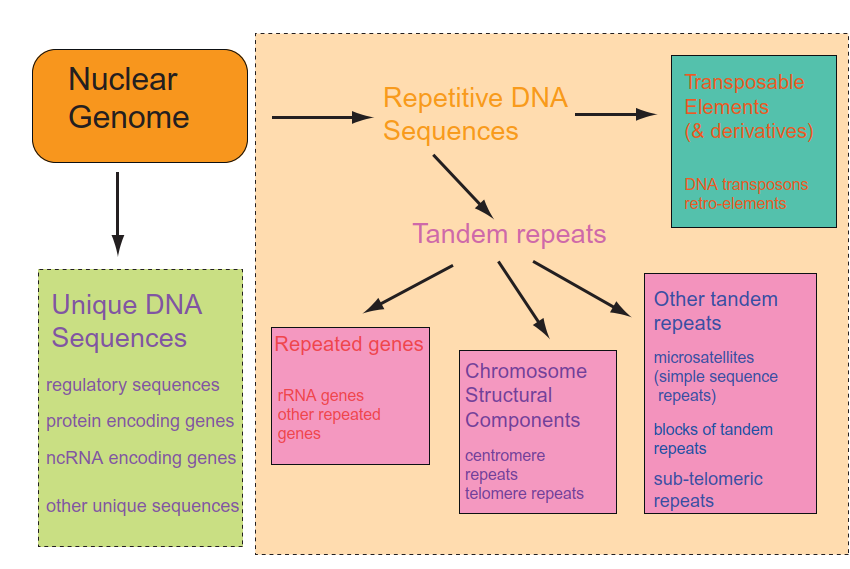 Nuclear
Genome
Repetitive DNA
Sequences
Transposable
Elements
(& derivatives)
DNA transposons
retro-elements
Tandem repeats
Unique DNA
Sequences
regulatory sequences
protein encoding genes
ncRNA encoding genes
other unique sequences
Repeated genes
rRNA genes
other repeated
genes
Chromosome
Structural
Components
centromere
repeats
telomere repeats
Other tandem
repeats
microsatellites
(simple sequence
repeats)
blocks of tandem
repeats
sub-telomeric
repeats